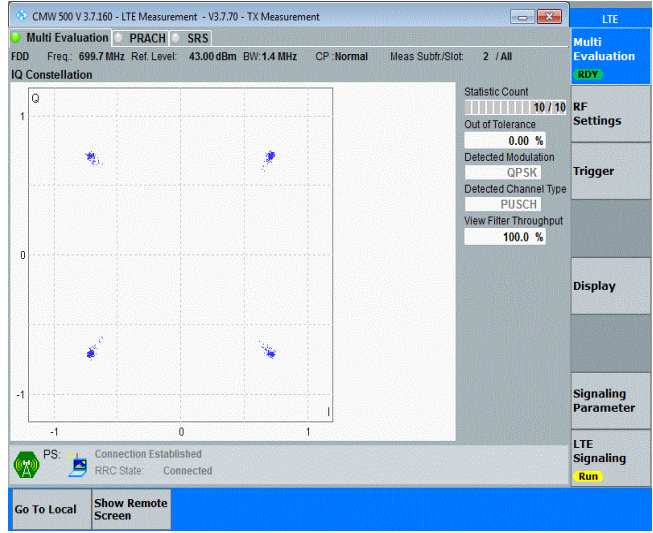 CMW 500 V 3.7.160 - LTE Measurement - V3.7.70 - TX Measurement
LTE
Multi Evaluation PRACH SRS
FDD Freq.: 699.7 MHz Ref. Level: 43.00 dBm BW: 1.4 MHz CP : Normal Meas Subfr./Slot: 2 / All
IQ Constellation
Q
1
0
-1
-1 0 1
I
Statistic Count
10 / 10
Out of Tolerance
0.00 %
Detected Modulation
QPSK
Detected Channel Type
PUSCH
View Filter Throughput
100.0 %
Multi
Evaluation
RDY
RF
Settings
Trigger
Display
Signaling
Parameter
LTE
Signaling
Run
PS: Connection Established
RRC State: Connected
Go To Local
Show Remote
Screen